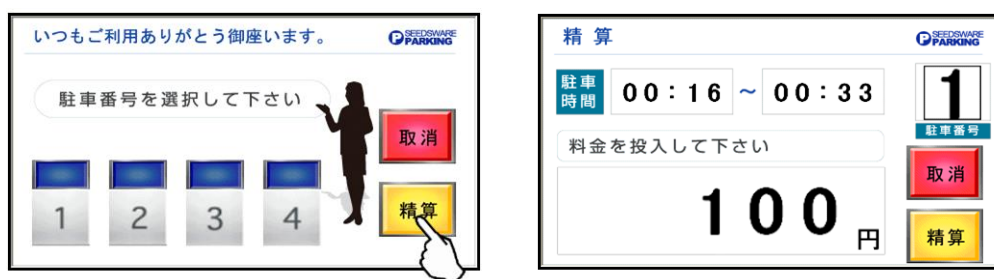 いつもご利用ありがとう御座います。
SEEDSWARE
PARKING
駐車番号を選択して下さい
取消
1 2 3 4
精算
精算
SEEDSWARE
PARKING
駐車
時間
00:16 ~ 00:33
1
駐車番号
料金を投入して下さい
取消
100円
精算